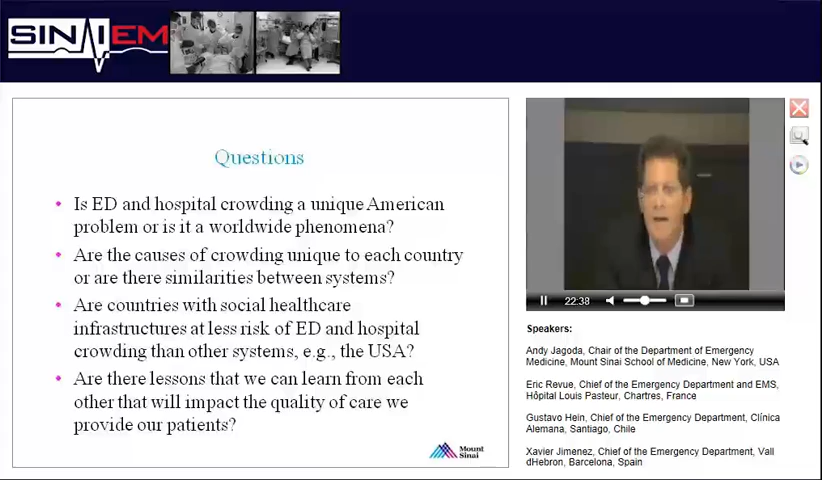 SINAIEM
Questions
• Is ED and hospital crowding a unique American
problem or is it a worldwide phenomena?
• Are the causes of crowding unique to each country
or are there similarities between systems?
• Are countries with social healthcare
infrastructures at less risk of ED and hospital
crowding than other systems, e.g., the USA?
• Are there lessons that we can learn from each
other that will impact the quality of care we
provide our patients?
Mount
Sinai
22:38
Speakers:
Andy Jagoda, Chair of the Department of Emergency
Medicine, Mount Sinai School of Medicine, New York, USA
Eric Revue, Chief of the Emergency Department and EMS,
Hôpital Louis Pasteur, Chartres, France
Gustavo Hein, Chief of the Emergency Department, Clínica
Alemana, Santiago, Chile
Xavier Jimenez, Chief of the Emergency Department, Vall
dHebron, Barcelona, Spain